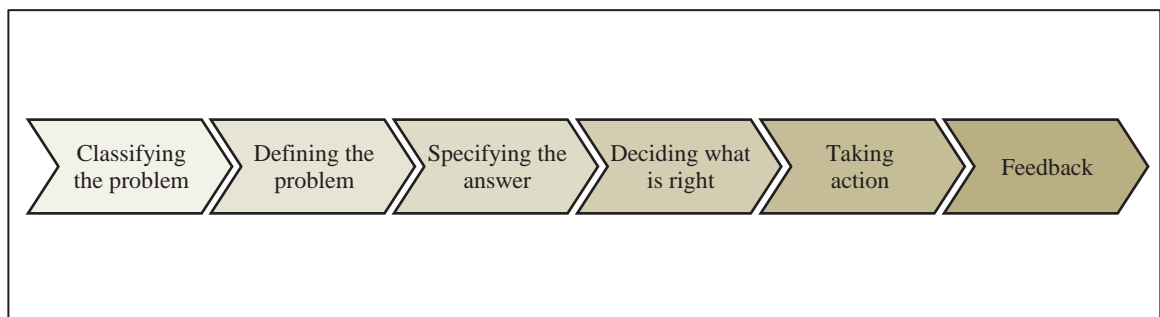 Classifying
the problem
Defining the
problem
Specifying the
answer
Deciding what
is right
Taking
action
Feedback